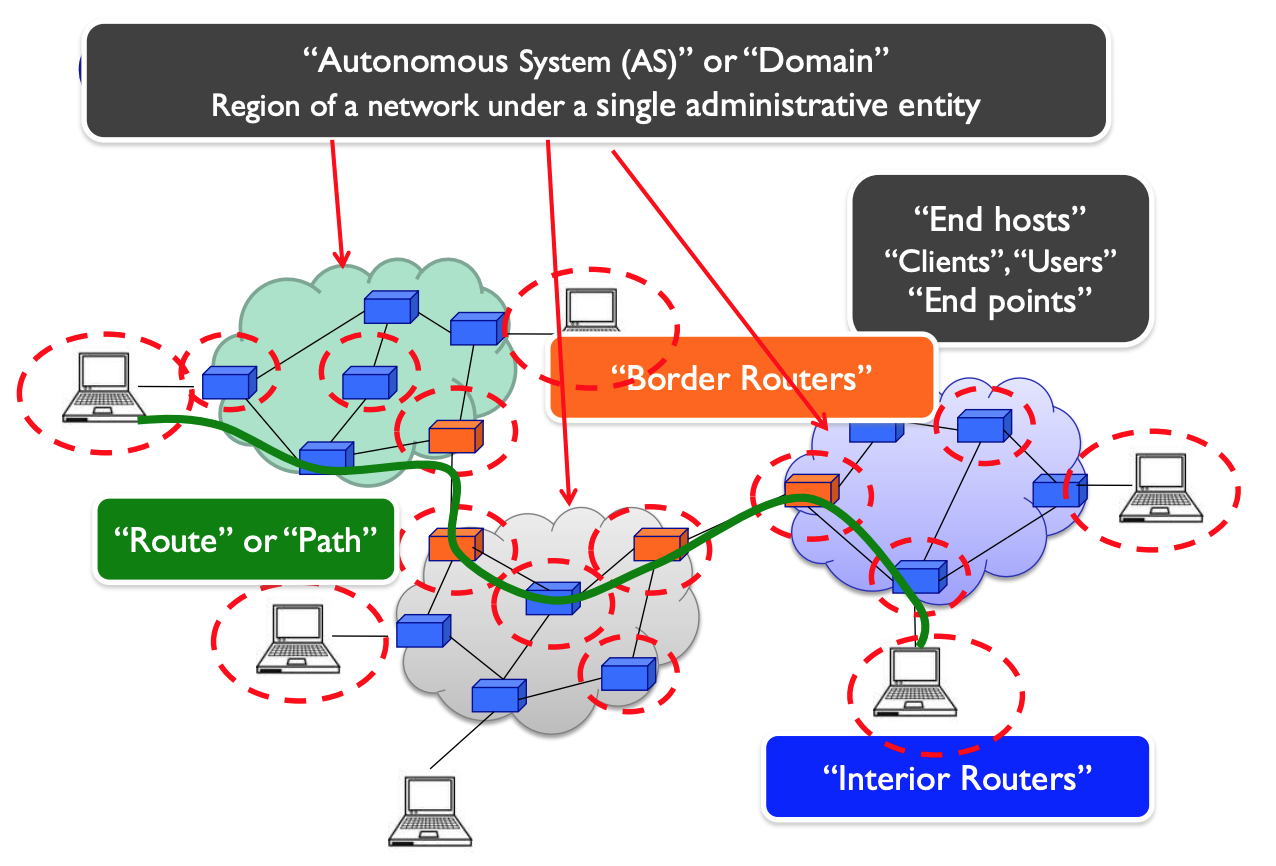 “Autonomous System (AS)” or “Domain”
Region of a network under a single administrative entity
“End hosts”
“Clients”, “Users”
“End points”
“Border Routers”
“Route” or “Path”
“Interior Routers”